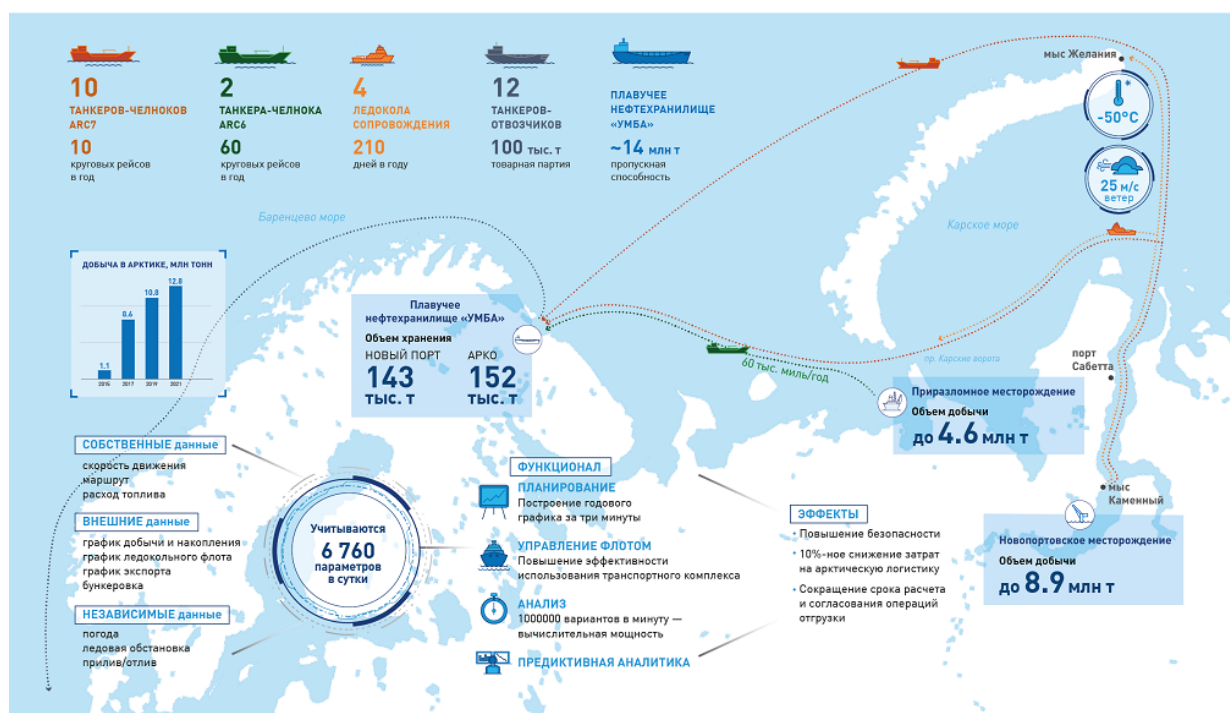 10
ТАНКЕРОВ-ЧЕЛНОКОВ
ARC7
10
круговых рейсов
в год
2
ТАНКЕРА-ЧЕЛНОКА
ARC6
60
круговых рейсов
в год
4
ЛЕДОКОЛА
СОПРОВОЖДЕНИЯ
210
дней в году
12
ТАНКЕРОВ-
ОТВОЗЧИКОВ
100 тыс. т
товарная партия
ПЛАВУЧЕЕ
НЕФТЕХРАНИЛИЩЕ
«УМБА»
~14 млн т
пропускная
способность
мыс Желания
-50°C
25 м/с
ветер
Баренцево море
Карское море
ДОБЫЧА В АРКТИКЕ, МЛН ТОНН
1.1
8.6
10.8
12.8
2015
2017
2019
2021
Плавучее
нефтехранилище «УМБА»
Объем хранения
НОВЫЙ ПОРТ
143
тыс. т
АРКО
152
тыс. т
60 тыс. миль/год
пр. Карские ворота
порт
Сабетта
Приразломное месторождение
Объем добычи
до 4.6 млн т
мыс
Каменный
Новопортовское месторождение
Объем добычи
до 8.9 млн т
СОБСТВЕННЫЕ данные
скорость движения
маршрут
расход топлива
ВНЕШНИЕ данные
график добычи и накопления
график ледокольного флота
график экспорта
бункеровка
НЕЗАВИСИМЫЕ данные
погода
ледовая обстановка
прилив/отлив
Учитываются
6 760
параметров
в сутки
ФУНКЦИОНАЛ
ПЛАНИРОВАНИЕ
Построение годового
графика за три минуты
УПРАВЛЕНИЕ ФЛОТОМ
Повышение эффективности
использования транспортного комплекса
АНАЛИЗ
1000000 вариантов в минуту —
вычислительная мощность
ПРЕДИКТИВНАЯ АНАЛИТИКА
ЭФФЕКТЫ
• Повышение безопасности
• 10%-ное снижение затрат
на арктическую логистику
• Сокращение срока расчета
и согласования операций
отгрузки